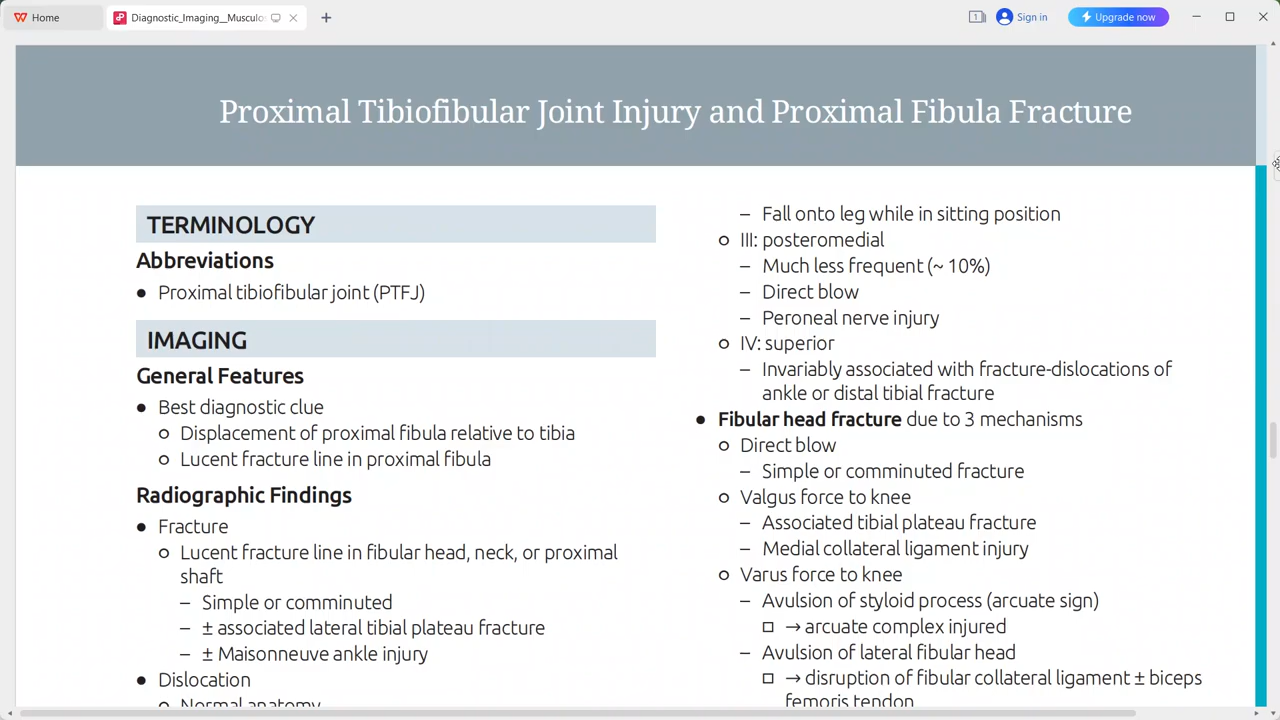 Home
Diagnostic_Imaging__Musculos
1
Sign in
Upgrade now
Proximal Tibiofibular Joint Injury and Proximal Fibula Fracture
TERMINOLOGY
Abbreviations
● Proximal tibiofibular joint (PTFJ)
IMAGING
General Features
● Best diagnostic clue
○ Displacement of proximal fibula relative to tibia
○ Lucent fracture line in proximal fibula
Radiographic Findings
● Fracture
○ Lucent fracture line in fibular head, neck, or proximal
shaft
– Simple or comminuted
– ± associated lateral tibial plateau fracture
– ± Maisonneuve ankle injury
● Dislocation
○ Normal anatomy
– Fall onto leg while in sitting position
○ III: posteromedial
– Much less frequent (~ 10%)
– Direct blow
– Peroneal nerve injury
○ IV: superior
– Invariably associated with fracture-dislocations of
ankle or distal tibial fracture
● Fibular head fracture due to 3 mechanisms
○ Direct blow
– Simple or comminuted fracture
○ Valgus force to knee
– Associated tibial plateau fracture
– Medial collateral ligament injury
○ Varus force to knee
– Avulsion of styloid process (arcuate sign)
□ → arcuate complex injured
– Avulsion of lateral fibular head
□ → disruption of fibular collateral ligament ± biceps
femoris tendon